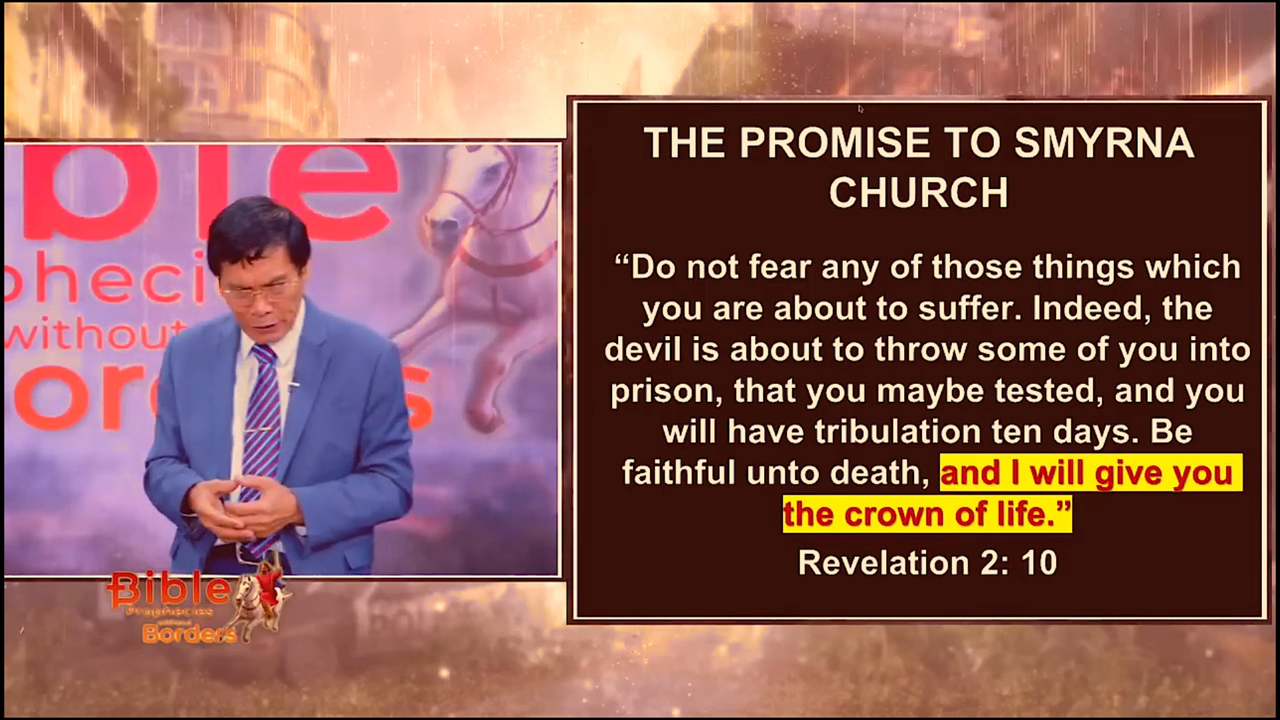 ble
pheci
without
ors
Bible
Prophecies
without
Borders
THE PROMISE TO SMYRNA
CHURCH
“Do not fear any of those things which
you are about to suffer. Indeed, the
devil is about to throw some of you into
prison, that you maybe tested, and you
will have tribulation ten days. Be
faithful unto death, and I will give you
the crown of life.”
Revelation 2: 10